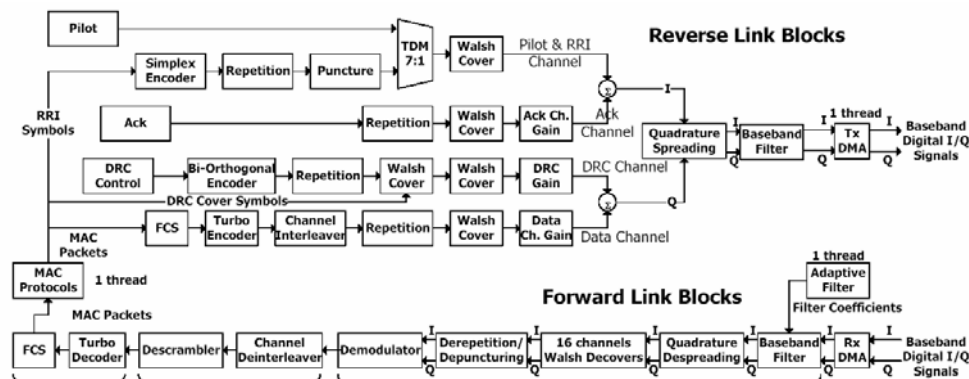 Pilot
TDM
7:1
Walsh
Cover
Pilot & RRI
Channel
Reverse Link Blocks
Simplex
Encoder
Repetition
Puncture
RRI
Symbols
Σ
I
Ack
Repetition
Walsh
Cover
Ack Ch.
Gain
Ack
Channel
Quadrature
Spreading
I
Q
Baseband
Filter
1 thread
I
Q
Tx
DMA
I
Q
Baseband
Digital I/Q
Signals
DRC
Control
Bi-Orthogonal
Encoder
Repetition
Walsh
Cover
Walsh
Cover
DRC
Gain
DRC Channel
DRC Cover Symbols
Σ
Q
FCS
Turbo
Encoder
Channel
Interleaver
Repetition
Walsh
Cover
Data
Ch. Gain
Data Channel
MAC
Packets
MAC
Protocols
1 thread
MAC Packets
Forward Link Blocks
1 thread
Adaptive
Filter
Filter Coefficients
FCS
Turbo
Decoder
Descrambler
Channel
Deinterleaver
Demodulator
I
Q
Derepetition/
Depuncturing
I
Q
16 channels
Walsh Decovers
I
Q
Quadrature
Despreading
I
Q
Baseband
Filter
I
Q
Rx
DMA
I
Q
Baseband
Digital I/Q
Signals